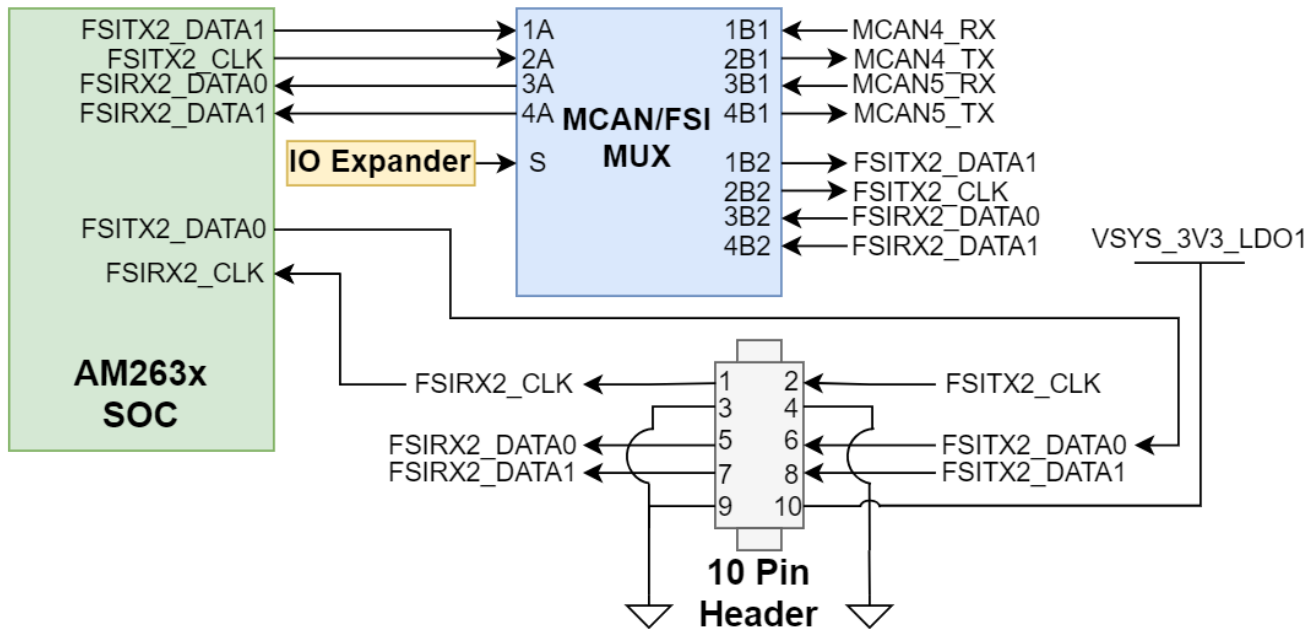 FSITX2_DATA1
FSITX2_CLK
FSIRX2_DATA0
FSIRX2_DATA1
FSITX2_DATA0
FSIRX2_CLK
AM263x
SOC
IO Expander
1A
2A
3A
4A
S
MCAN/FSI
MUX
1B1
2B1
3B1
4B1
1B2
2B2
3B2
4B2
MCAN4_RX
MCAN4_TX
MCAN5_RX
MCAN5_TX
FSITX2_DATA1
FSITX2_CLK
FSIRX2_DATA0
FSIRX2_DATA1
VSYS_3V3_LDO1
FSIRX2_CLK
FSIRX2_DATA0
FSIRX2_DATA1
1 2
3 4
5 6
7 8
9 10
FSITX2_CLK
FSITX2_DATA0
FSITX2_DATA1
10 Pin
Header